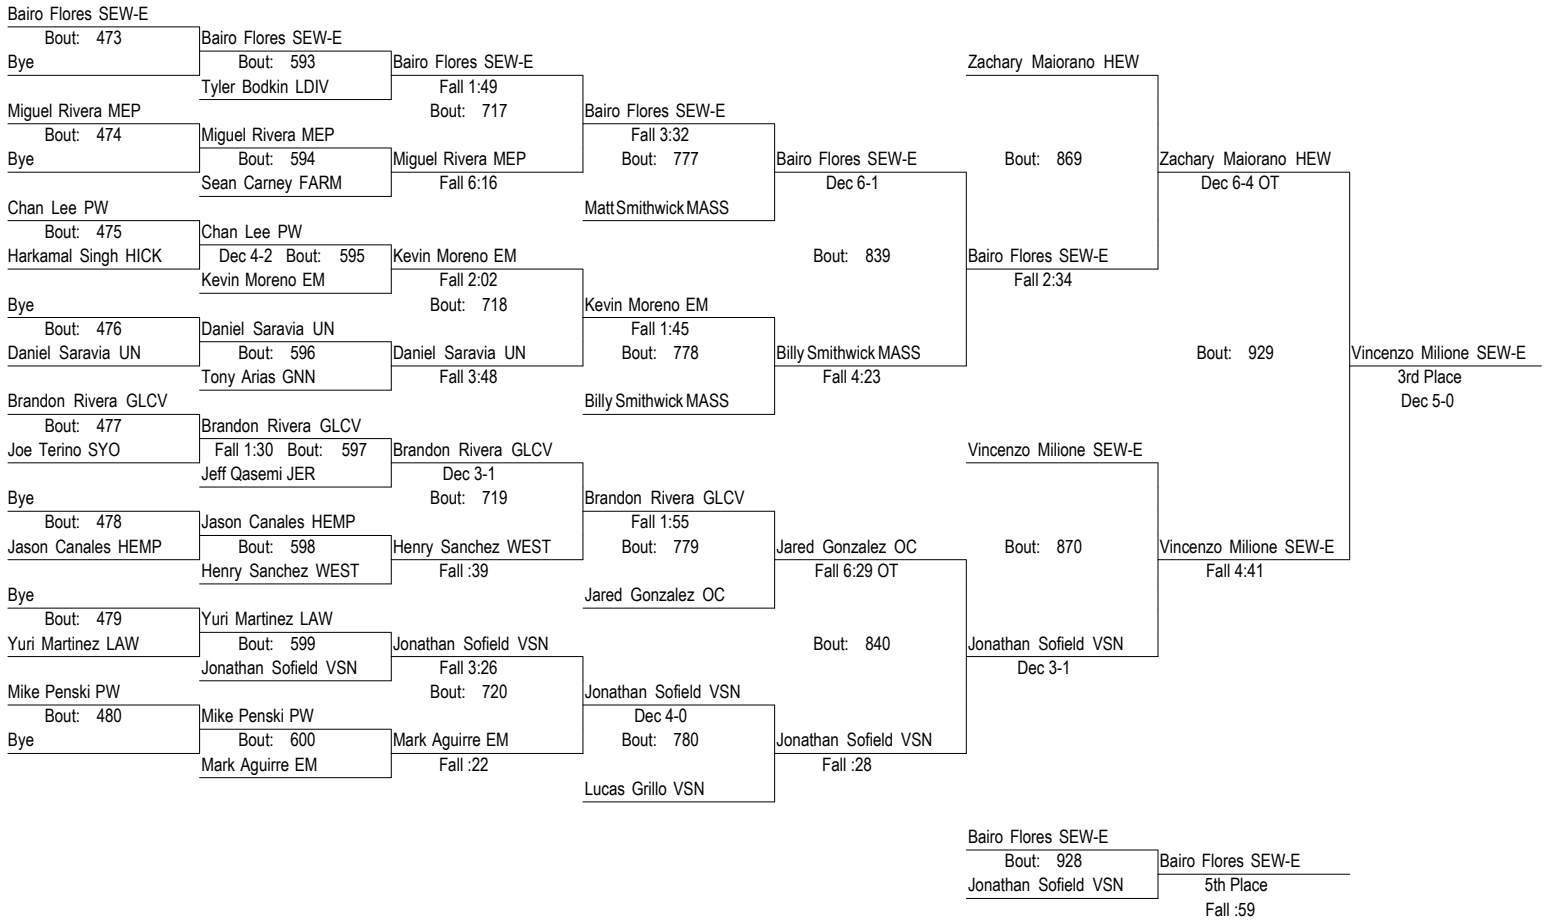 Bairo Flores SEW-E
Bout: 473
Bye
Miguel Rivera MEP
Bout: 474
Bye
Chan Lee PW
Bout: 475
Harkamal Singh HICK
Bye
Bout: 476
Daniel Saravia UN
Brandon Rivera GLCV
Bout: 477
Joe Terino SYO
Bye
Bout: 478
Jason Canales HEMP
Bye
Bout: 479
Yuri Martinez LAW
Mike Penski PW
Bout: 480
Bye
Bairo Flores SEW-E
Bout: 593
Tyler Bodkin LDIV
Miguel Rivera MEP
Bout: 594
Sean Carney FARM
Chan Lee PW
Dec 4-2 Bout: 595
Kevin Moreno EM
Daniel Saravia UN
Bout: 596
Tony Arias GNN
Brandon Rivera GLCV
Fall 1:30 Bout: 597
Jeff Qasemi JER
Jason Canales HEMP
Bout: 598
Henry Sanchez WEST
Yuri Martinez LAW
Bout: 599
Jonathan Sofield VSN
Mike Penski PW
Bout: 600
Mark Aguirre EM
Bairo Flores SEW-E
Fall 1:49
Bout: 717
Miguel Rivera MEP
Fall 6:16
Kevin Moreno EM
Fall 2:02
Bout: 718
Daniel Saravia UN
Fall 3:48
Brandon Rivera GLCV
Dec 3-1
Bout: 719
Henry Sanchez WEST
Fall :39
Jonathan Sofield VSN
Fall 3:26
Bout: 720
Mark Aguirre EM
Fall :22
Bairo Flores SEW-E
Fall 3:32
Bout: 777
Matt Smithwick MASS
Kevin Moreno EM
Fall 1:45
Bout: 778
Billy Smithwick MASS
Brandon Rivera GLCV
Fall 1:55
Bout: 779
Jared Gonzalez OC
Jonathan Sofield VSN
Dec 4-0
Bout: 780
Lucas Grillo VSN
Bairo Flores SEW-E
Dec 6-1
Bout: 839
Billy Smithwick MASS
Fall 4:23
Jared Gonzalez OC
Fall 6:29 OT
Bout: 840
Jonathan Sofield VSN
Fall :28
Zachary Maiorano HEW
Bout: 869
Bairo Flores SEW-E
Fall 2:34
Vincenzo Milione SEW-E
Bout: 870
Jonathan Sofield VSN
Dec 3-1
Zachary Maiorano HEW
Dec 6-4 OT
Bout: 929
Vincenzo Milione SEW-E
Fall 4:41
Vincenzo Milione SEW-E
3rd Place
Dec 5-0
Bairo Flores SEW-E
Bout: 928
Jonathan Sofield VSN
Bairo Flores SEW-E
5th Place
Fall :59